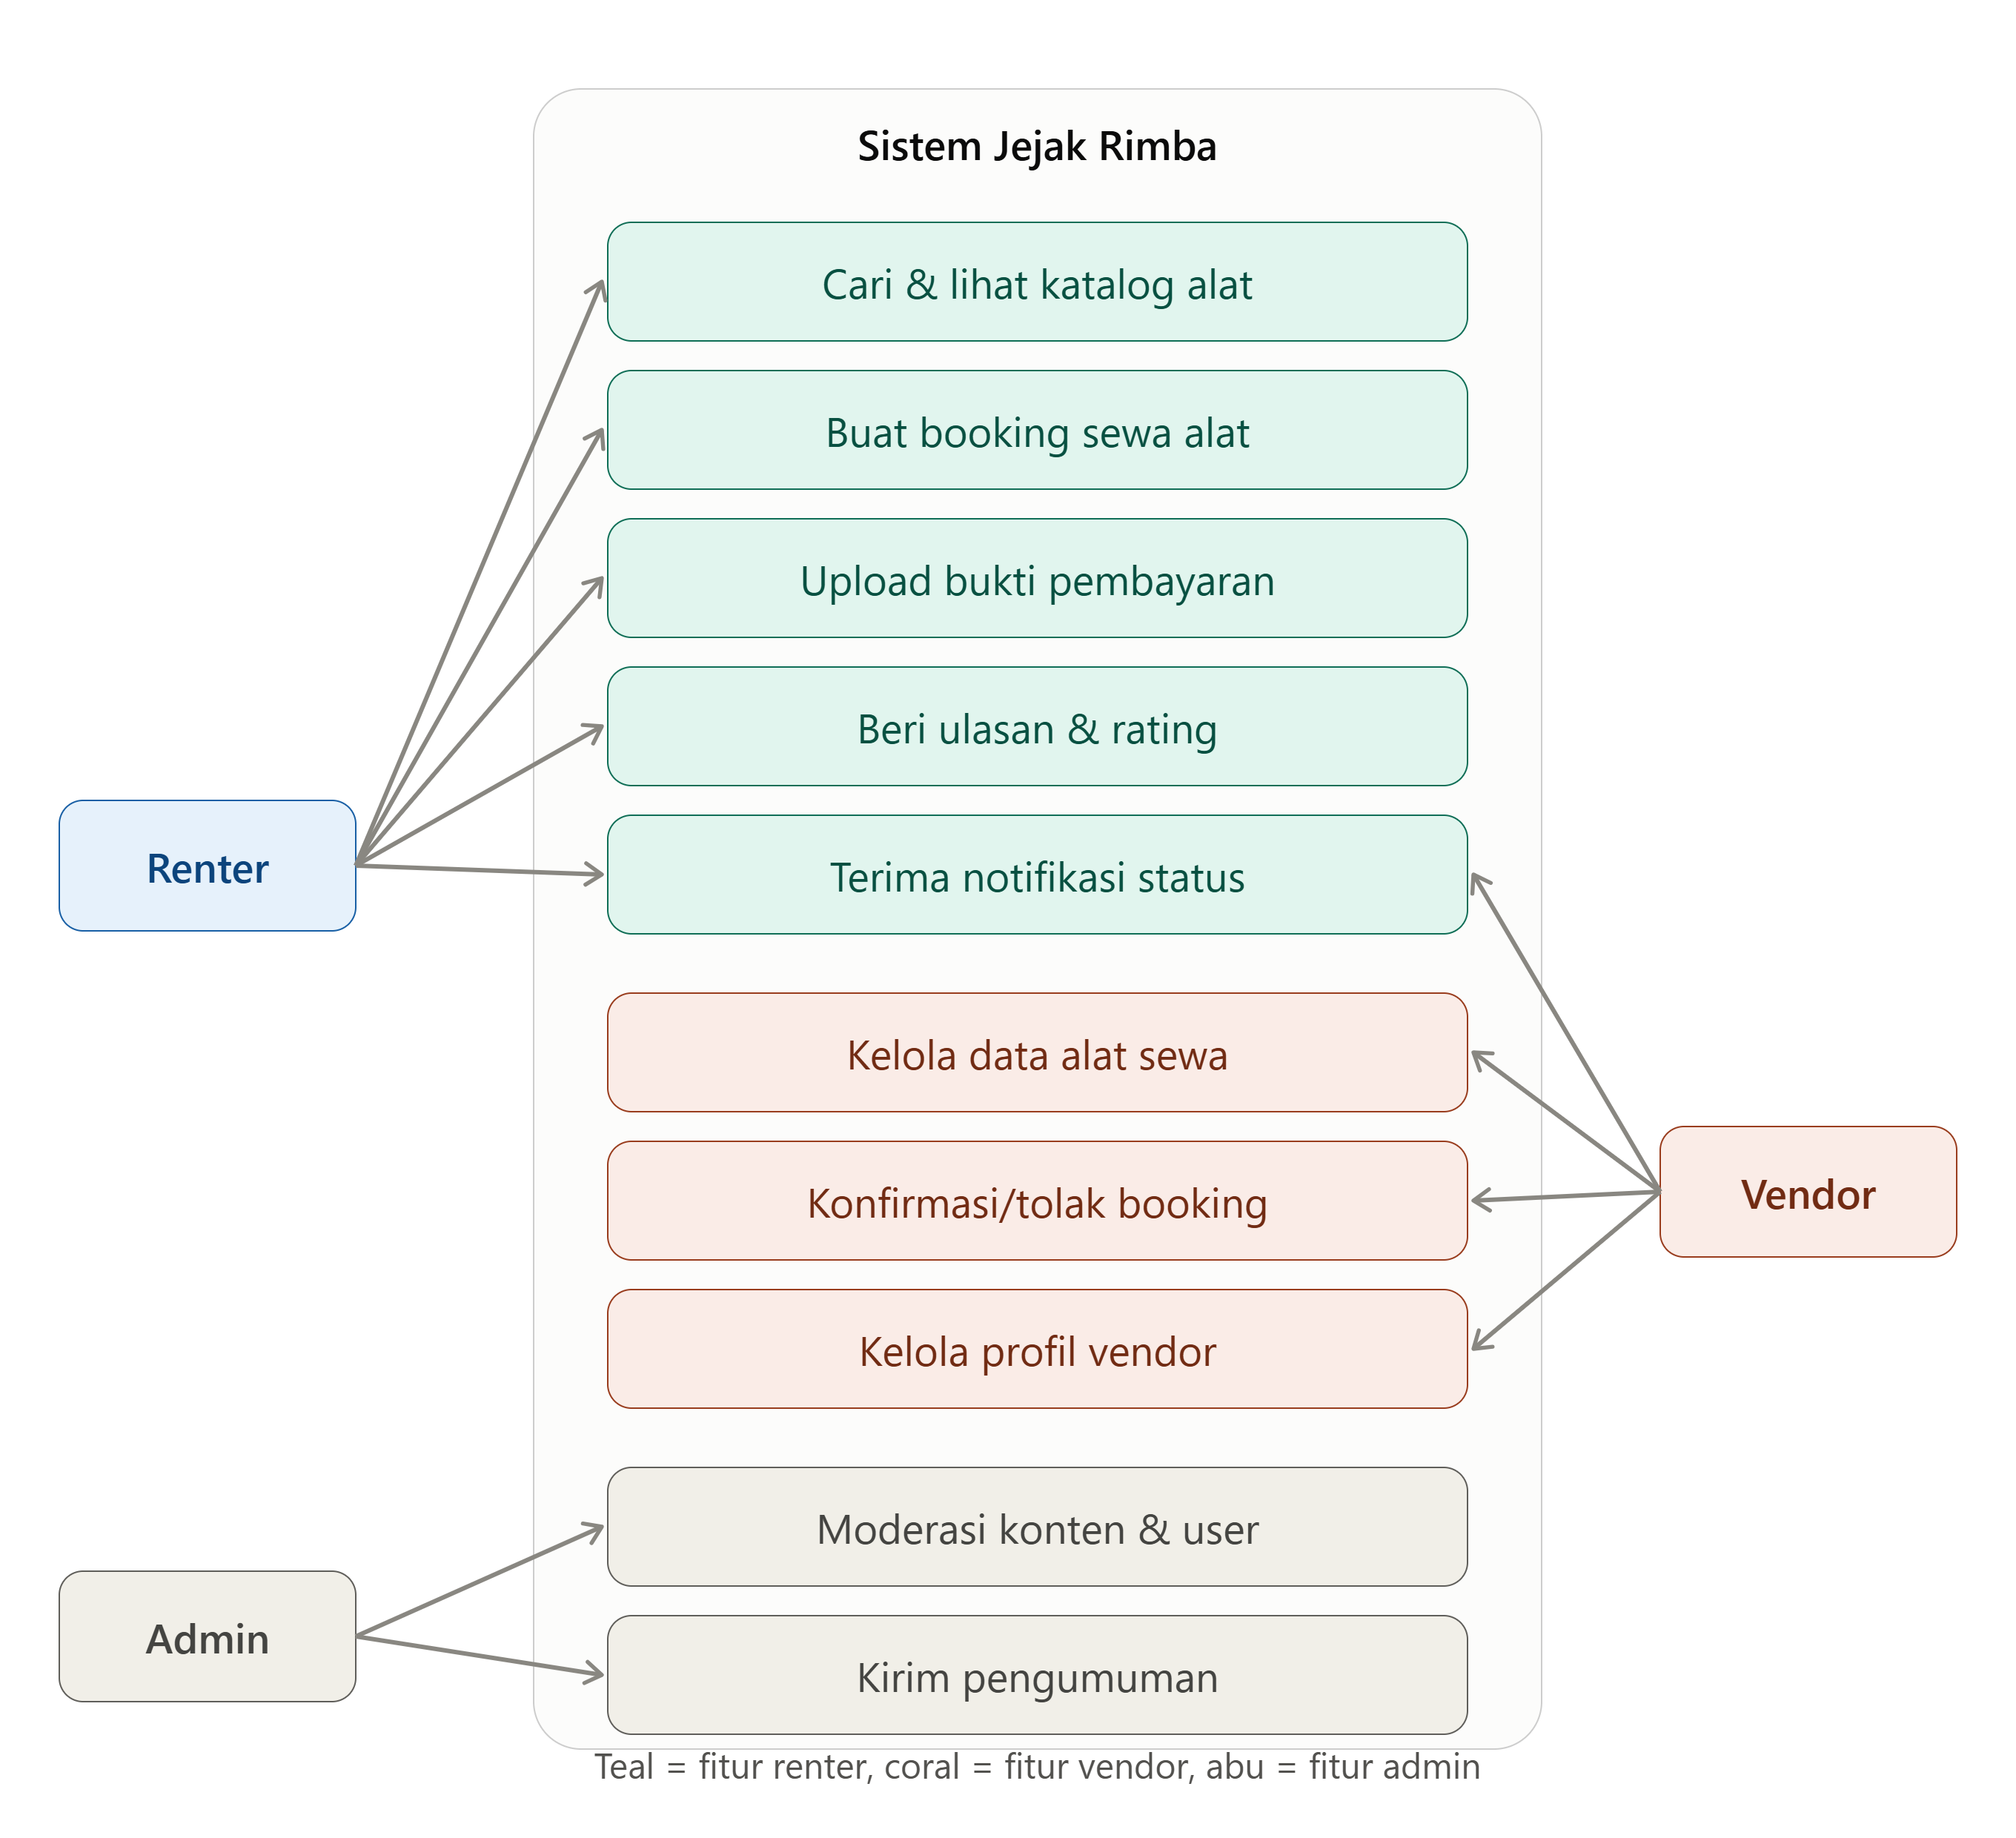 Sistem Jejak Rimba
Cari & lihat katalog alat
Buat booking sewa alat
Upload bukti pembayaran
Beri ulasan & rating
Renter
Terima notifikasi status
Kelola data alat sewa
Konfirmasi/tolak booking
Vendor
Kelola profil vendor
Moderasi konten & user
Admin
Kirim pengumuman
Teal = fitur renter, coral = fitur vendor, abu = fitur admin